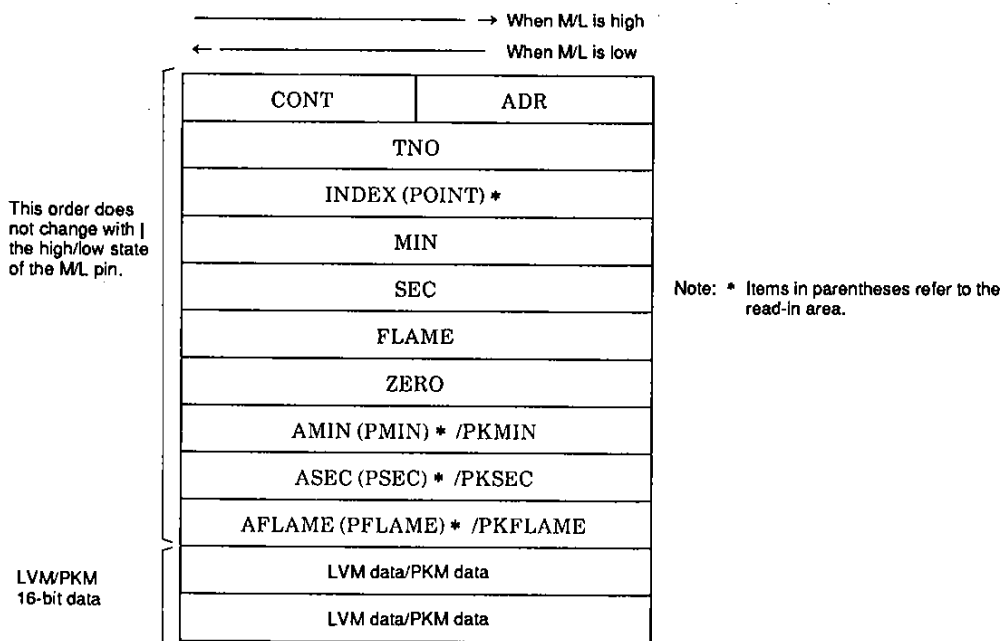 → When M/L is high
← When M/L is low
CONT ADR
TNO
INDEX (POINT) *
MIN
SEC
FLAME
ZERO
AMIN (PMIN) * /PKMIN
ASEC (PSEC) * /PKSEC
AFLAME (PFLAME) * /PKFLAME
LVM data/PKM data
LVM data/PKM data
This order does
not change with |
the high/low state
of the M/L pin.
LVM/PKM
16-bit data
Note: * Items in parentheses refer to the
read-in area.